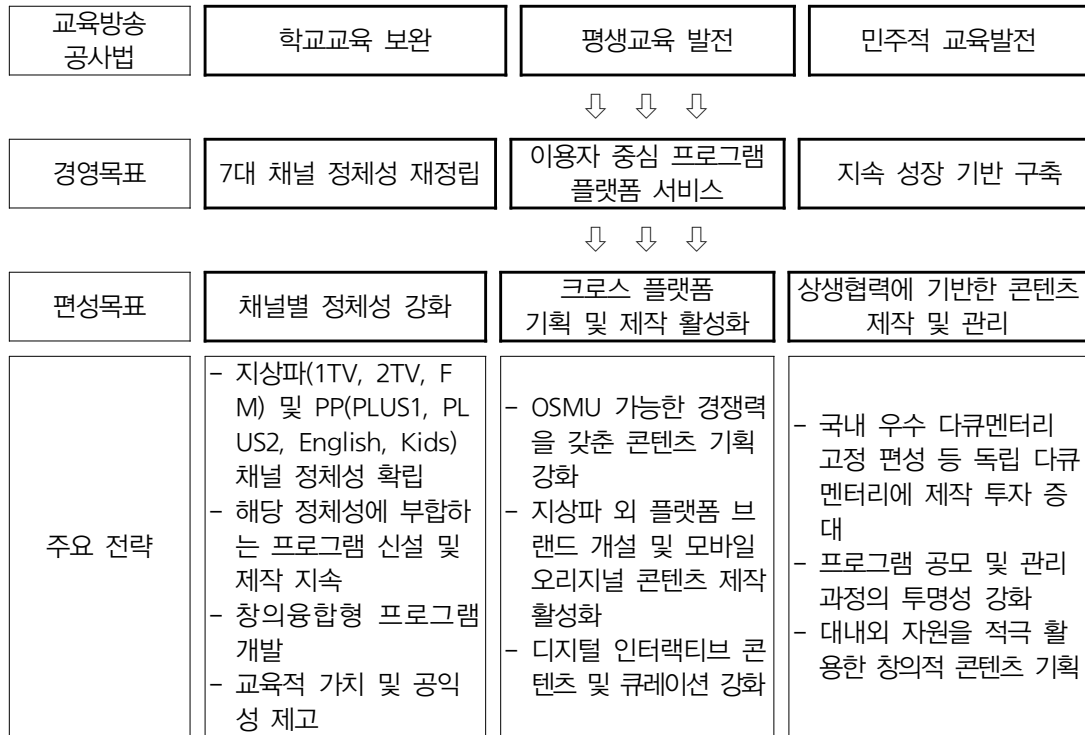 교육방송
공사법
학교교육 보완
평생교육 발전
민주적 교육발전
⇩ ⇩ ⇩
경영목표
7대 채널 정체성 재정립
이용자 중심 프로그램
플랫폼 서비스
지속 성장 기반 구축
⇩ ⇩ ⇩
편성목표
채널별 정체성 강화
크로스 플랫폼
기획 및 제작 활성화
상생협력에 기반한 콘텐츠
제작 및 관리
주요 전략
- 지상파(1TV, 2TV, F
M) 및 PP(PLUS1, PL
US2, English, Kids)
채널 정체성 확립
- 해당 정체성에 부합하
는 프로그램 신설 및
제작 지속
- 창의융합형 프로그램
개발
- 교육적 가치 및 공익
성 제고
- OSMU 가능한 경쟁력
을 갖춘 콘텐츠 기획
강화
- 지상파 외 플랫폼 브
랜드 개설 및 모바일
오리지널 콘텐츠 제작
활성화
- 디지털 인터랙티브 콘
텐츠 및 큐레이션 강화
- 국내 우수 다큐멘터리
고정 편성 등 독립 다큐
멘터리에 제작 투자 증
대
- 프로그램 공모 및 관리
과정의 투명성 강화
- 대내외 자원을 적극 활
용한 창의적 콘텐츠 기획